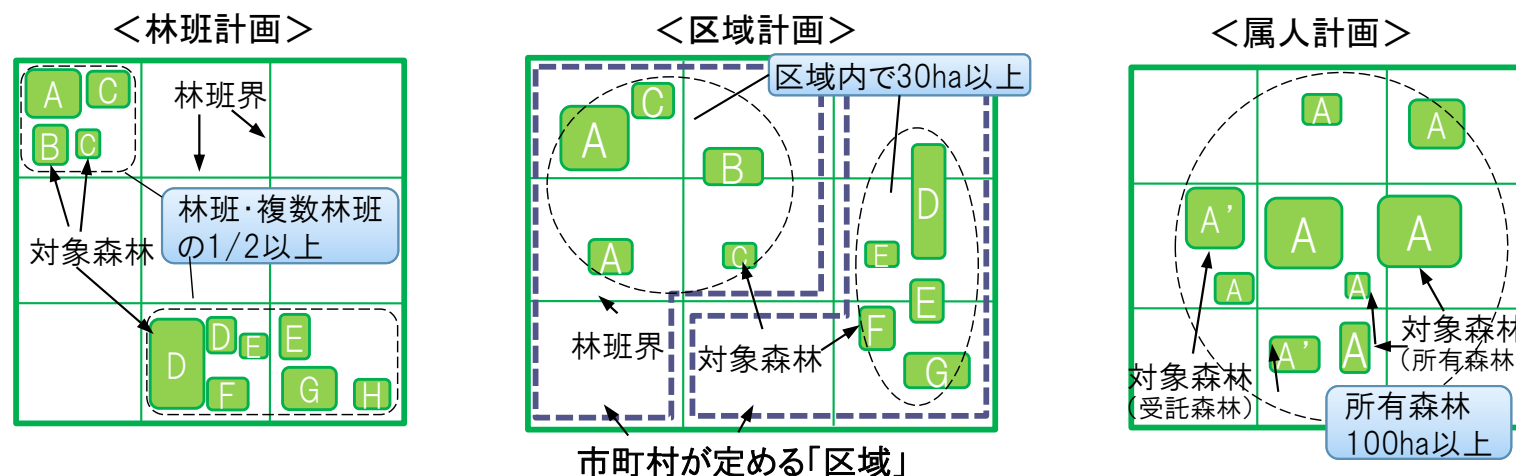 ＜林班計画＞
A
C
B
C
林班界
林班・複数林班
の1/2以上
対象森林
D
D
E
E
F
G
H
＜区域計画＞
区域内で30ha以上
C
A
B
D
A
C
E
E
F
G
林班界
対象森林
市町村が定める「区域」
＜属人計画＞
A
A
A’
A
A
A
A
A’
A
対象森林
（受託森林）
対象森林
（所有森林
所有森林
100ha以上